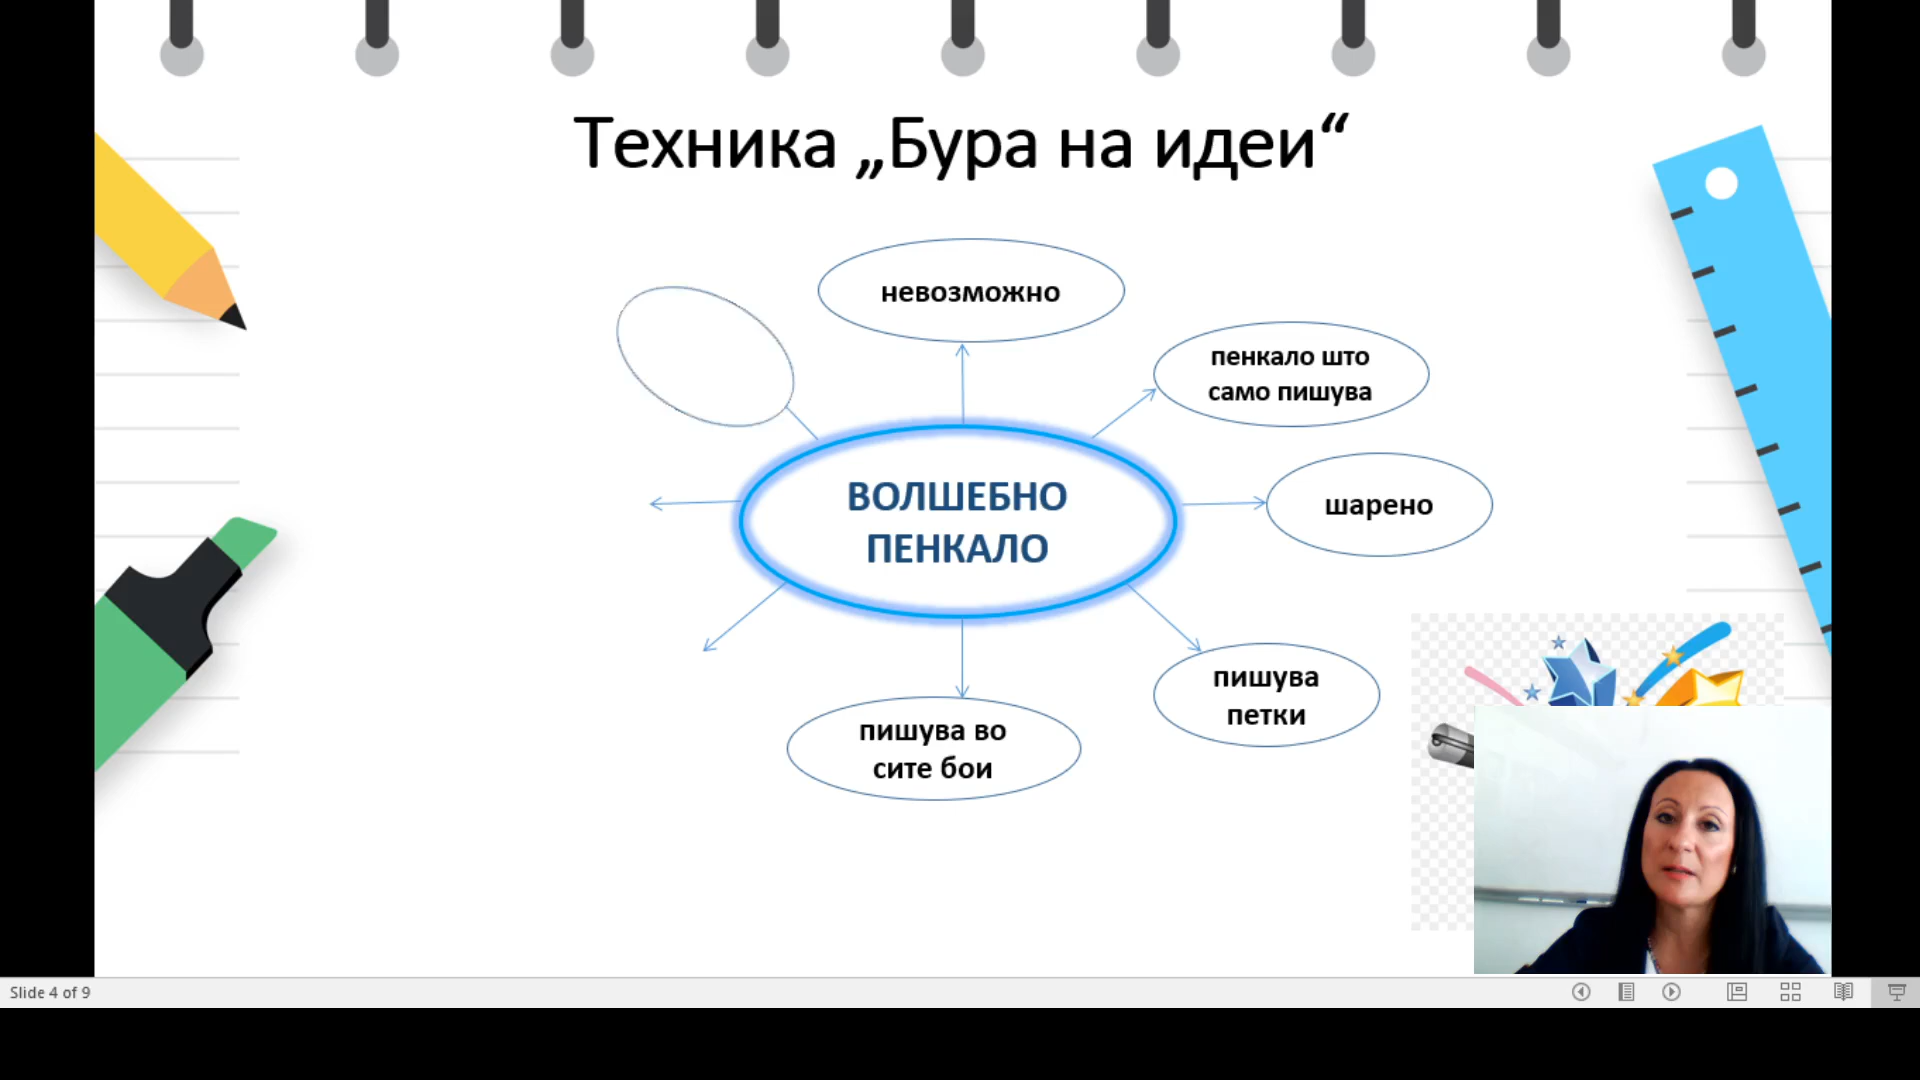 Техника „Бура на идеи“
невозможно
пенкало што
само пишува
шарено
ВОЛШЕБНО
ПЕНКАЛО
пишува
петки
пишува во
сите бои
Slide 4 of 9